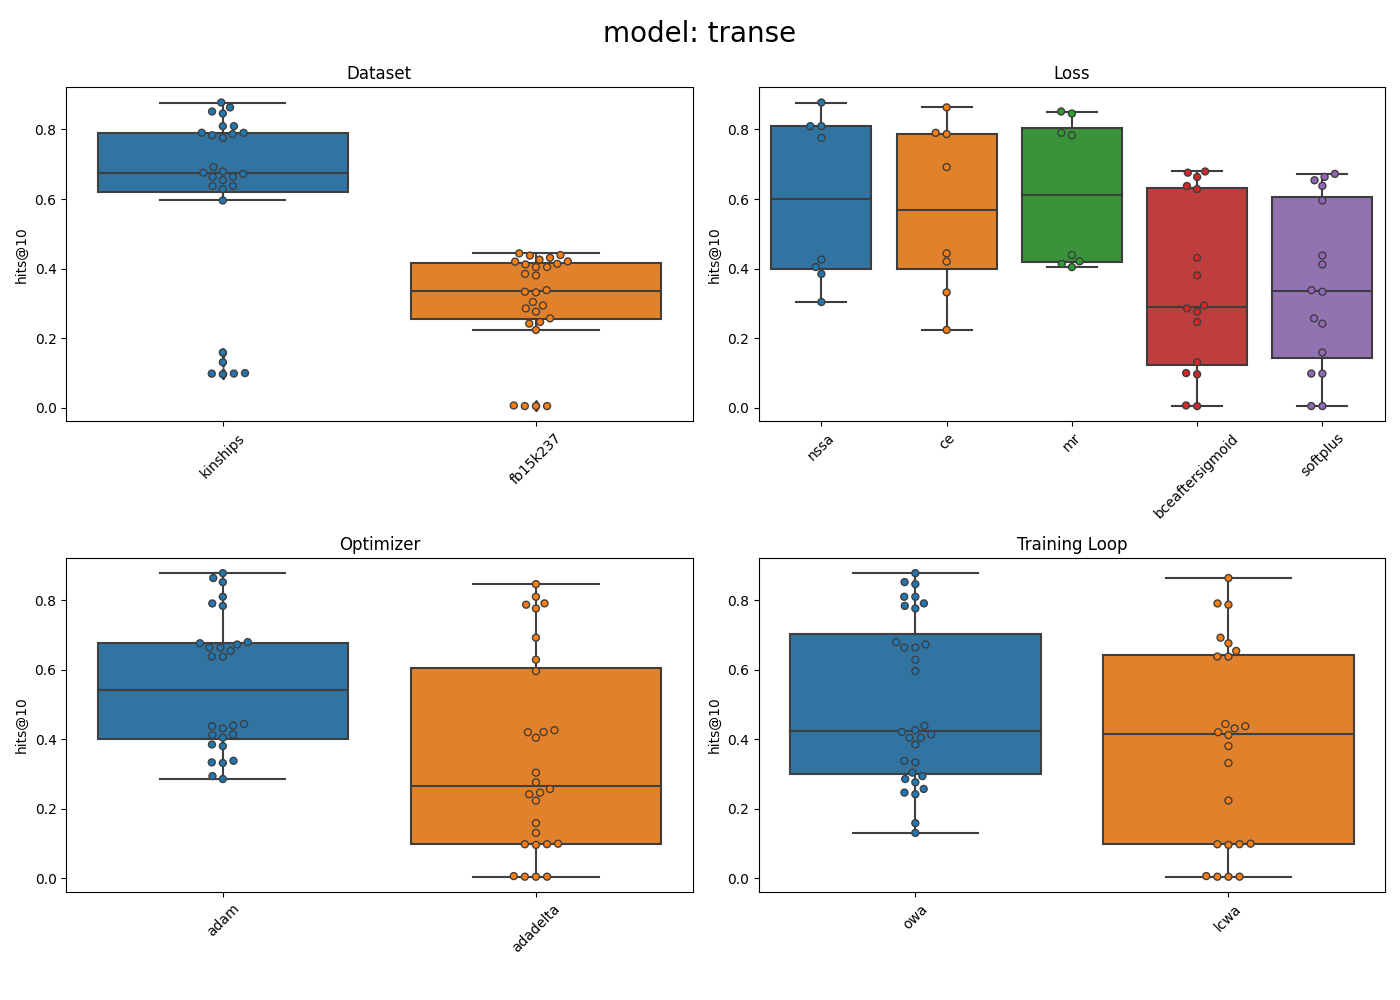 model: transe
Dataset
hits@10
0.8
0.6
0.4
0.2
0.0
kinships
fb15k237
Loss
hits@10
0.8
0.6
0.4
0.2
0.0
nssa
ce
mr
bceaftersigmoid
softplus
Optimizer
hits@10
0.8
0.6
0.4
0.2
0.0
adam
adadelta
Training Loop
hits@10
0.8
0.6
0.4
0.2
0.0
owa
lcwa